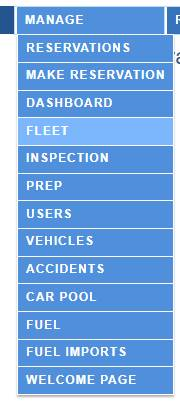 MANAGE
RESERVATIONS
MAKE RESERVATION
DASHBOARD
FLEET
INSPECTION
PREP
USERS
VEHICLES
ACCIDENTS
CAR POOL
FUEL
FUEL IMPORTS
WELCOME PAGE